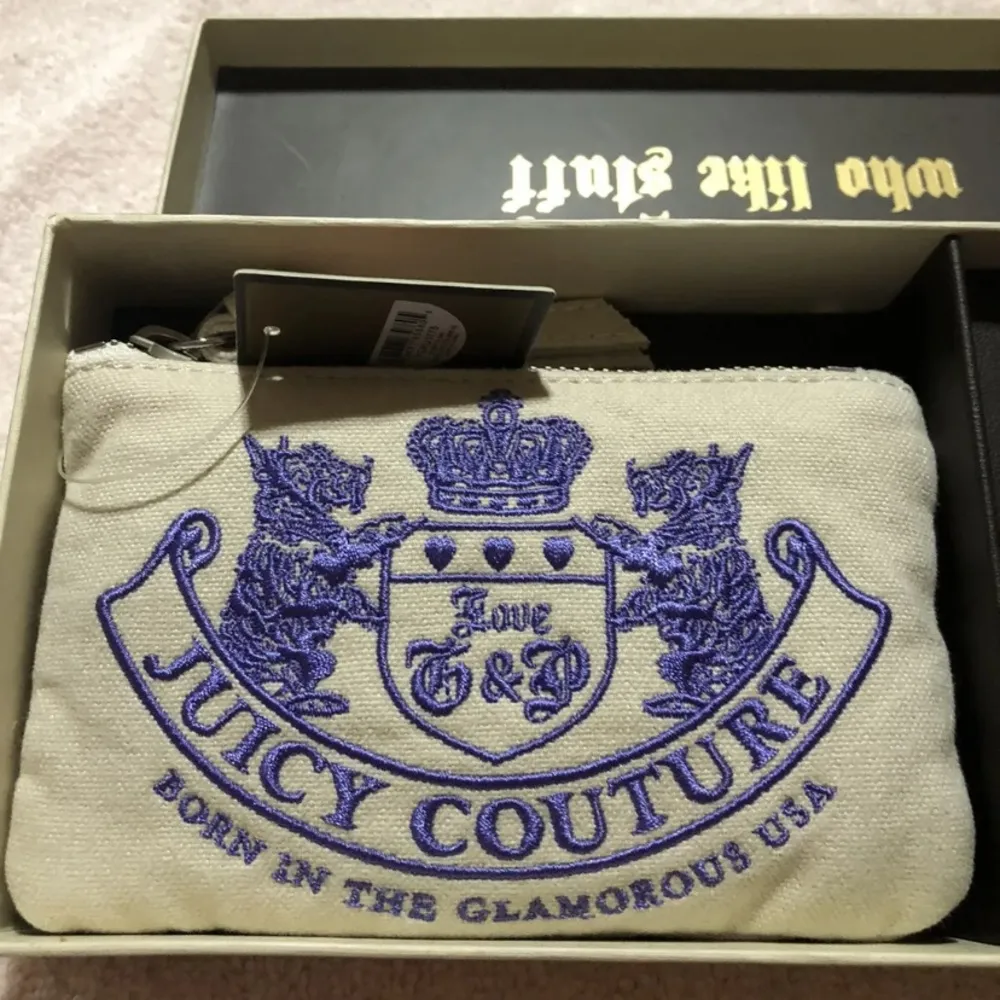 who like stuff
Love
G&P
JUICY COUTURE
BORN IN THE GLAMOROUS USA